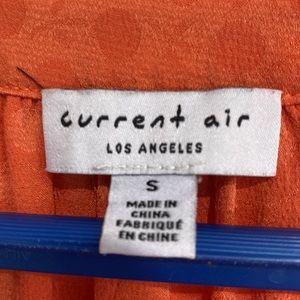 current air
LOS ANGELES
S
MADE IN
CHINA
FABRIQUÉ
EN CHINE